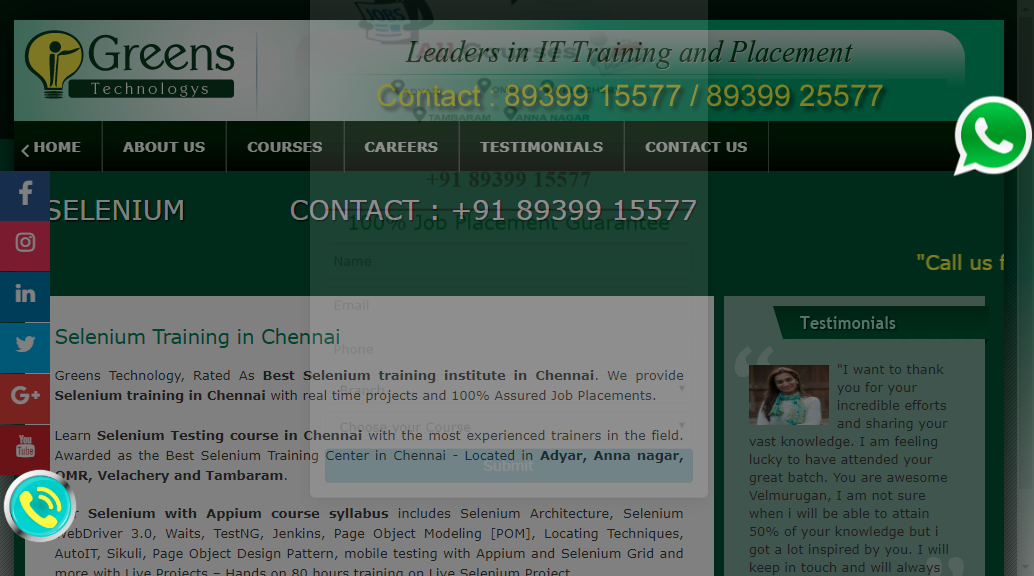 JOBS
Greens
Technologys
Leaders in IT Training and Placement
All Courses
Contact : 89399 15577 / 89399 25577
TAMBARAM ANNA NAGAR
HOME ABOUT US COURSES CAREERS TESTIMONIALS CONTACT US
+91 89399 15577
SELENIUM CONTACT : +91 89399 15577
100% Job Placement Guarantee
"Call us f
Name
Email
Phone
Branch
Choose your Course
Submit
Selenium Training in Chennai
Greens Technology, Rated As Best Selenium training institute in Chennai. We provide
Selenium training in Chennai with real time projects and 100% Assured Job Placements.
Learn Selenium Testing course in Chennai with the most experienced trainers in the field.
Awarded as the Best Selenium Training Center in Chennai - Located in Adyar, Anna nagar,
OMR, Velachery and Tambaram.
Selenium with Appium course syllabus includes Selenium Architecture, Selenium
WebDriver 3.0, Waits, TestNG, Jenkins, Page Object Modeling [POM], Locating Techniques,
AutoIT, Sikuli, Page Object Design Pattern, mobile testing with Appium and Selenium Grid and
more with Live Projects – Hands on 80 hours training on Live Selenium Project
Testimonials
"I want to thank
you for your
incredible efforts
and sharing your
vast knowledge. I am feeling
lucky to have attended your
great batch. You are awesome
Velmurugan, I am not sure
when i will be able to attain
50% of your knowledge but i
got a lot inspired by you. I will
keep in touch and will always
f
in
G+
You
Tube